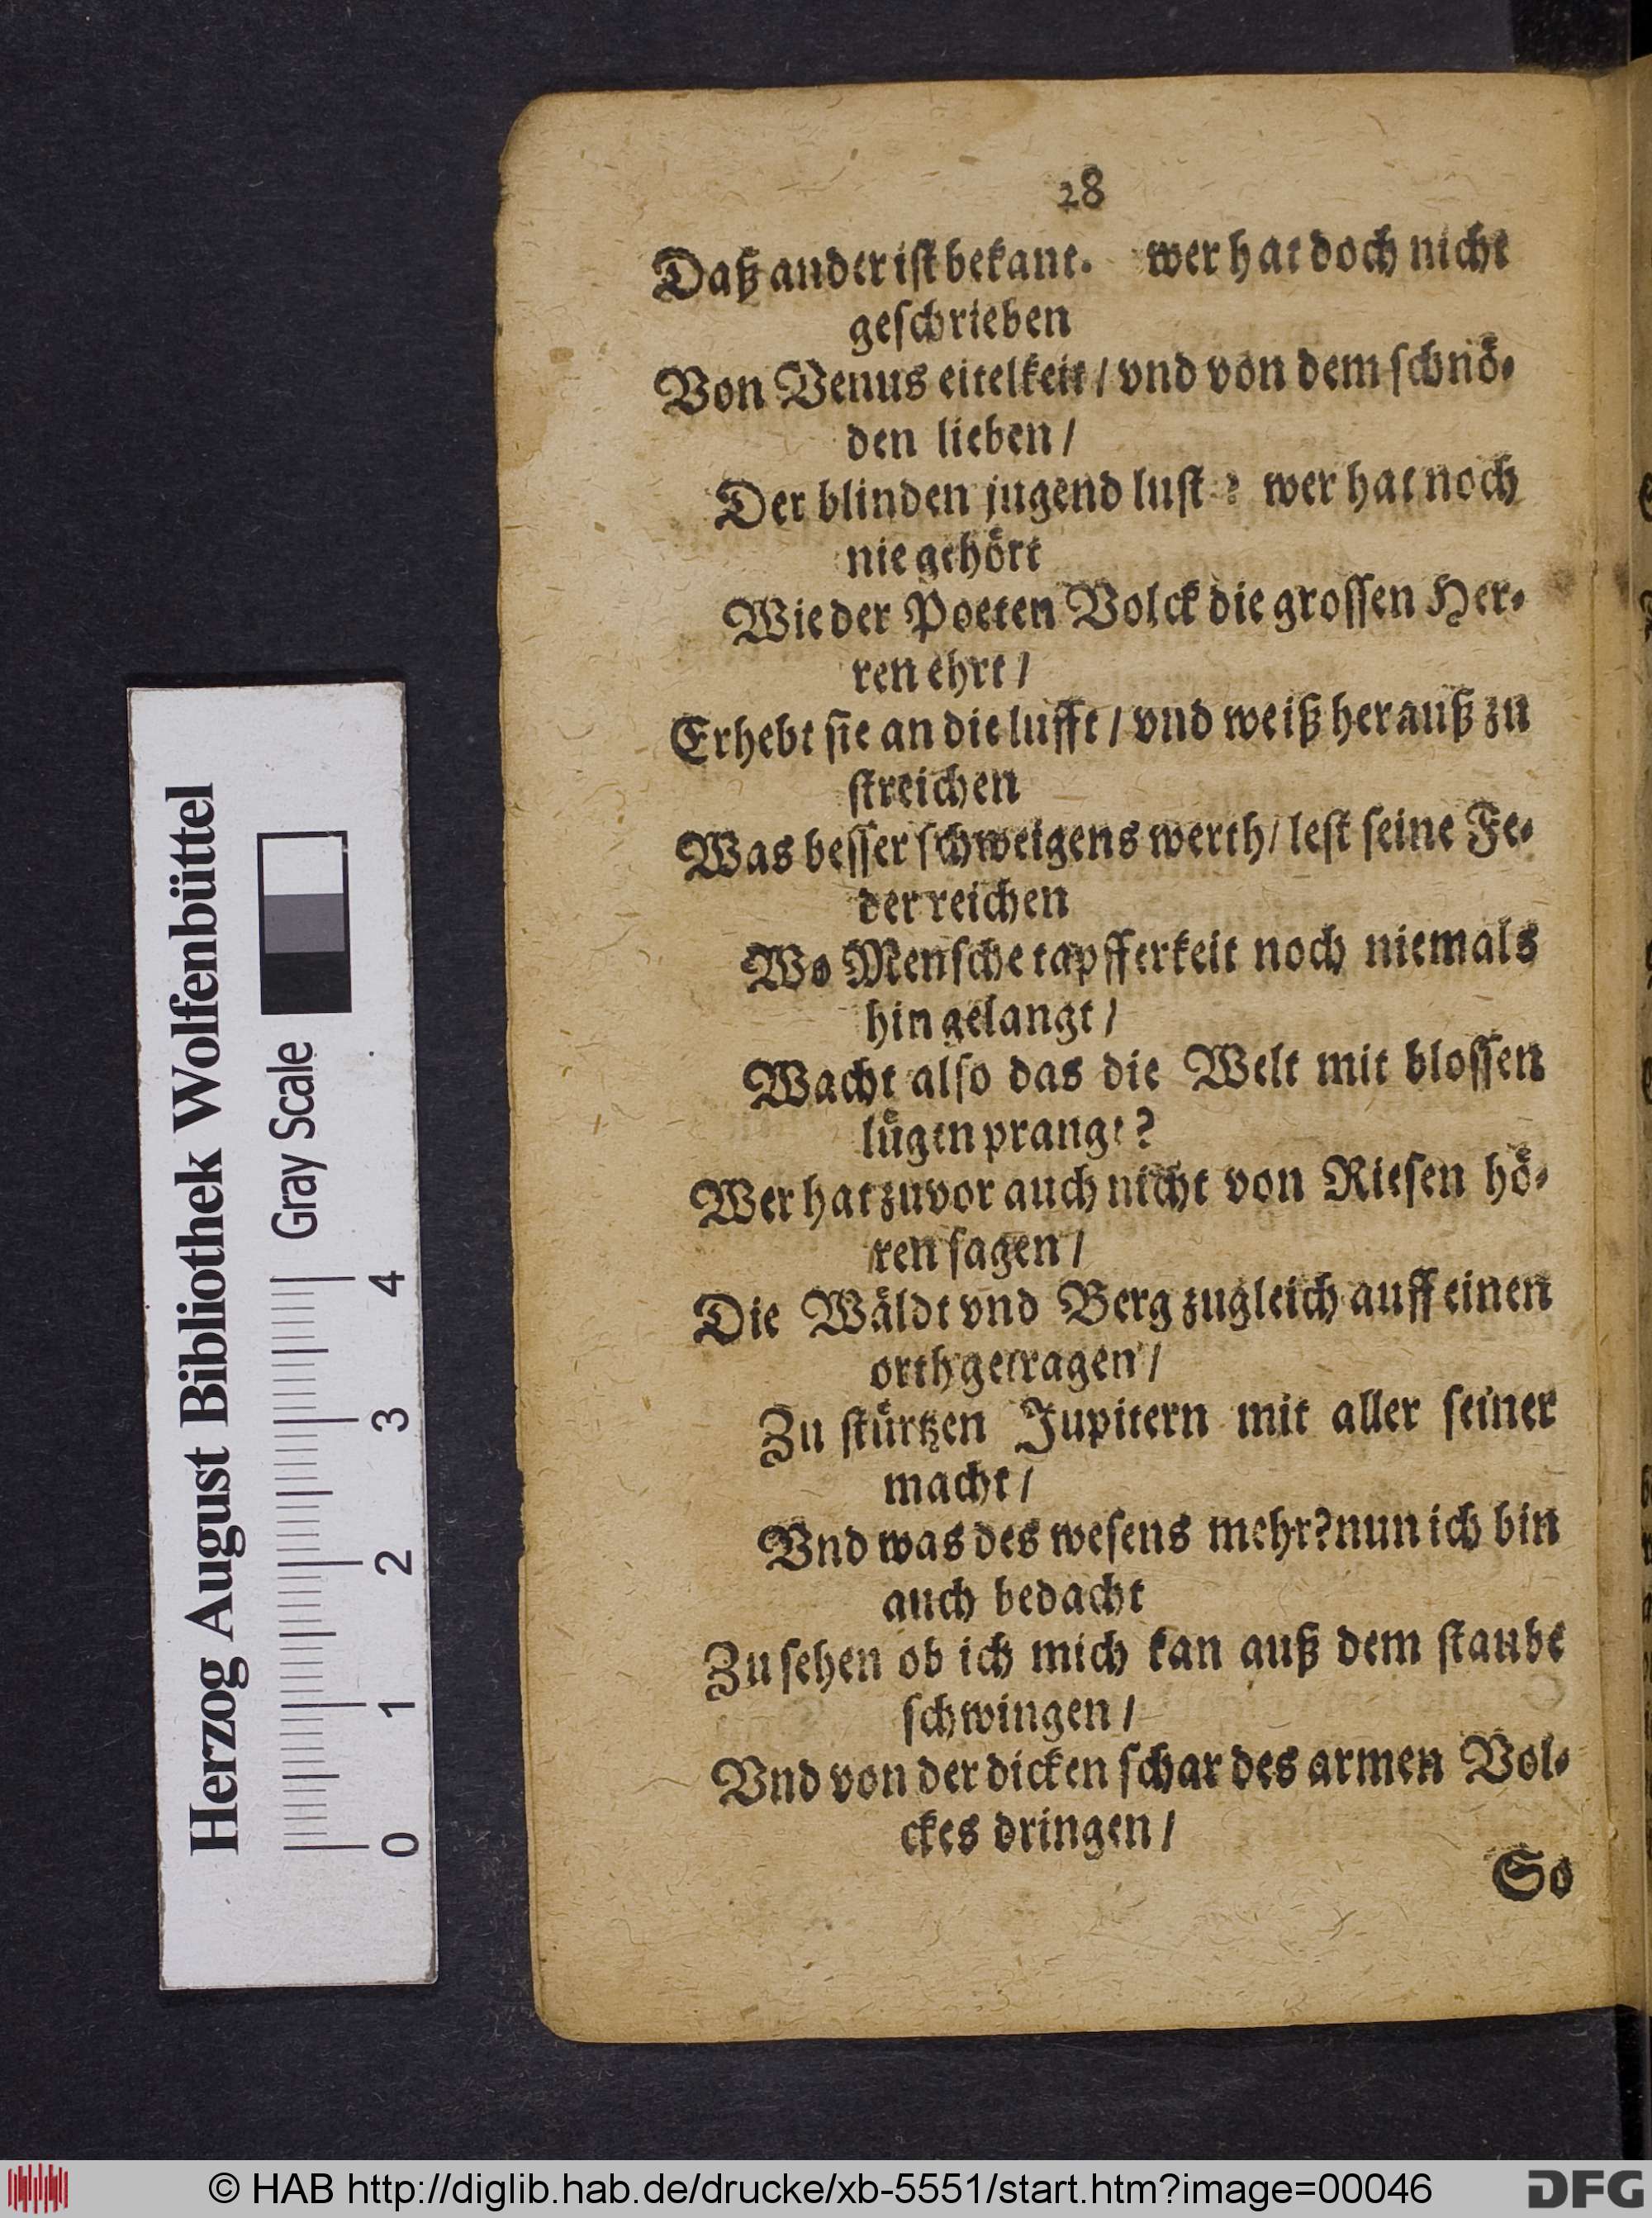 28
Daß ander ist bekant. wer hat doch nicht
geschrieben
Von Venus eitelkeit / vnd von dem schnö-
den lieben /
Der blinden jugend lust? wer hat noch
nie gehört
Wie der Poeten Volck die grossen Her-
ren ehrt /
Erhebt sie an die lufft / vnd weiß herauß zu
streichen
Was besser schweigens werth / lest seine Fe-
der reichen
Wo Mensche tapfferkeit noch niemals
hin gelangt /
Macht also das die Welt mit blossen
lügen prangt?
Wer hat zuvor auch nicht von Riesen hö-
ren sagen /
Die Wäldt vnd Berg zugleich auff einen
orth getragen /
Zu stürtzen Jupitern mit aller seiner
macht /
Vnd was des wesens mehr? nun ich bin
auch bedacht
Zu sehen ob ich mich kan auß dem staube
schwingen /
Vnd von der dicken schar des armen Vol-
ckes dringen /
So
Herzog August Bibliothek Wolfenbüttel
Gray Scale
0 1 2 3 4
© HAB http://diglib.hab.de/drucke/xb-5551/start.htm?image=00046
DFG